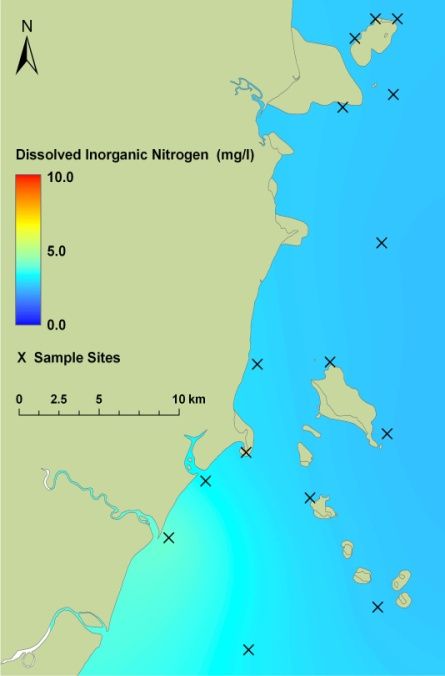 N
Dissolved Inorganic Nitrogen (mg/l)
10.0
5.0
0.0
X Sample Sites
0 2.5 5 10 km